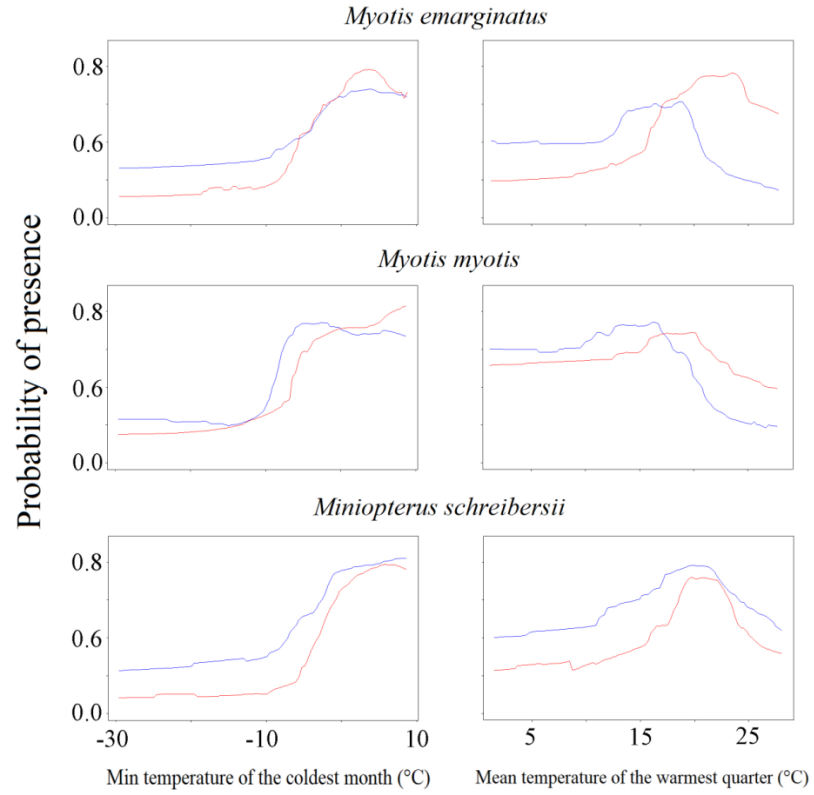 Myotis emarginatus
0.8
0.6
0.0
Myotis myotis
0.8
0.6
0.0
Miniopterus schreibersii
0.8
0.6
0.0
Probability of presence
-30 -10 10
5 15 25
Min temperature of the coldest month (°C)
Mean temperature of the warmest quarter (°C)